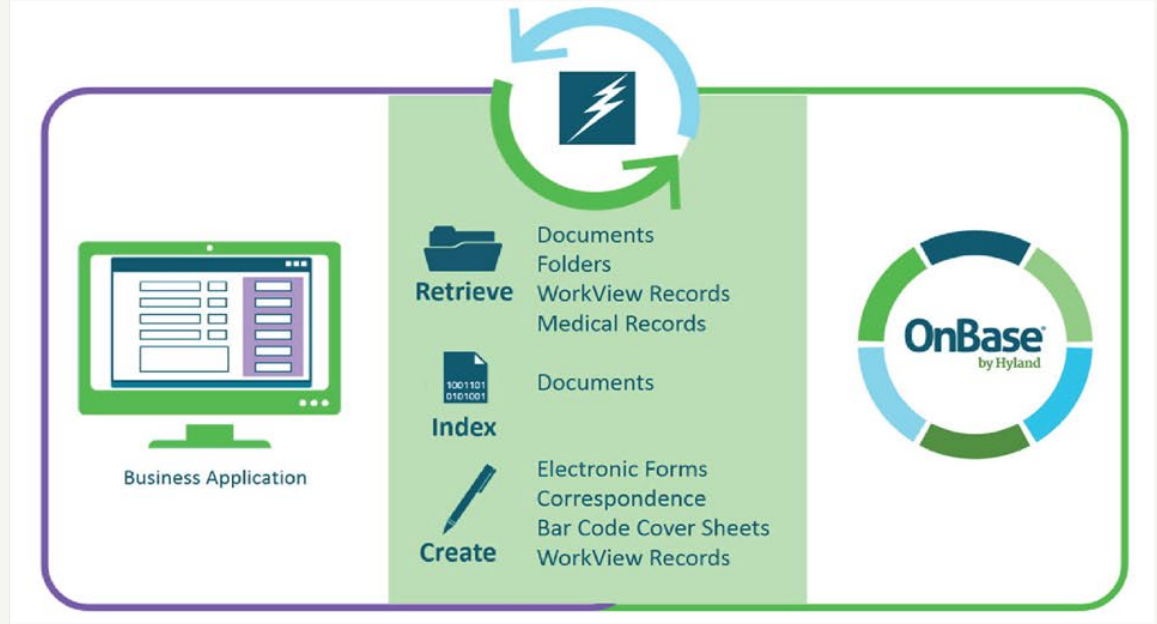 Retrieve
Documents
Folders
WorkView Records
Medical Records
1001101
0101001
Index
Documents
Create
Electronic Forms
Correspondence
Bar Code Cover Sheets
WorkView Records
Business Application
OnBase®
by Hyland